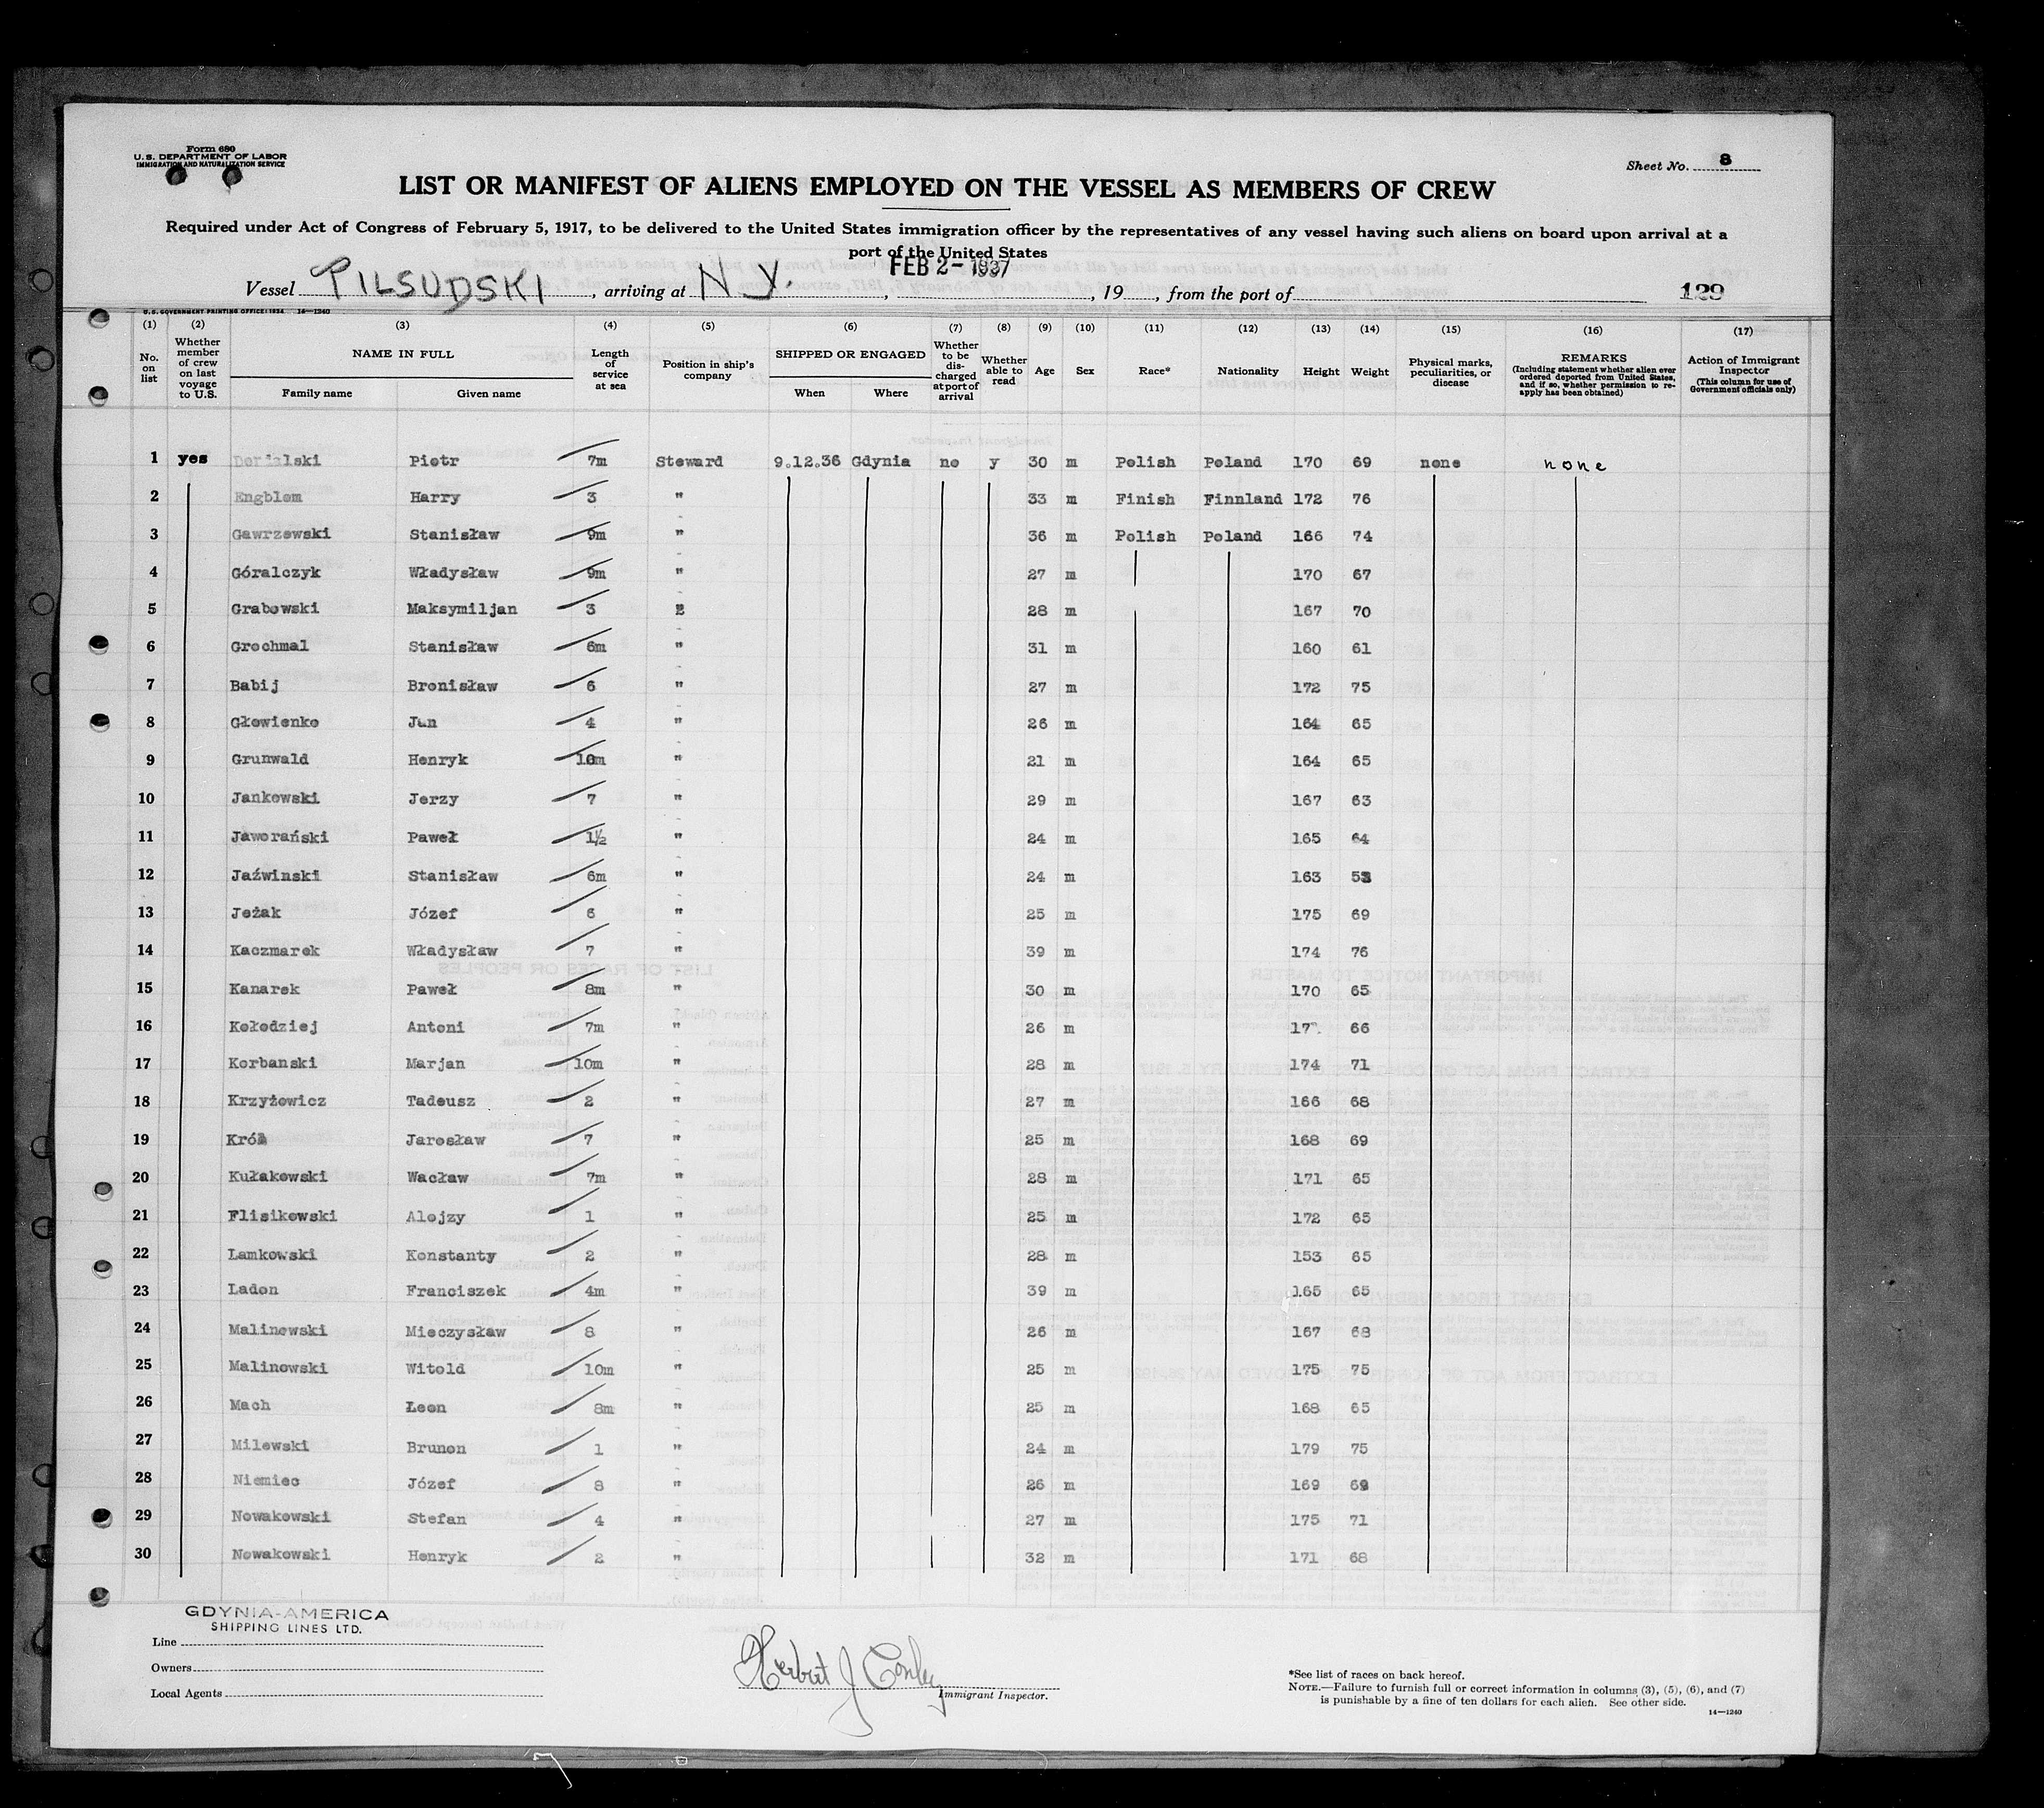 Form 680
U. S. DEPARTMENT OF LABOR
IMMIGRATION AND NATURALIZATION SERVICE
Sheet No. 8
LIST OR MANIFEST OF ALIENS EMPLOYED ON THE VESSEL AS MEMBERS OF CREW
Required under Act of Congress of February 5, 1917, to be delivered to the United States immigration officer by the representatives of any vessel having such aliens on board upon arrival at a
port of the United States
FEB 2 - 1937
Vessel PILSUDSKI, arriving at N Y. , , 19 , from the port of 129
U. S. GOVERNMENT PRINTING OFFICE: 1934 14—1240
(1) (2) (3) (4) (5) (6) (7) (8) (9) (10) (11) (12) (13) (14) (15) (16) (17)
No. on list
Whether member of crew on last voyage to U.S.
NAME IN FULL
Family name Given name
Length of service at sea
Position in ship's company
SHIPPED OR ENGAGED
When Where
Whether to be discharged at port of arrival
Whether able to read
Age Sex Race* Nationality Height Weight
Physical marks, peculiarities, or disease
REMARKS
(Including statement whether alien ever ordered deported from United States, and if so, whether permission to reapply has been obtained)
Action of Immigrant Inspector
(This column for use of Government officials only)
1 yes Piotr 7m Steward 9.12.36 Gdynia no y 30 m Polish Poland 170 69 none none
2 Engblom Harry 3 " 33 m Finish Finnland 172 76
3 Gawrzewski Stanisław 9m " 36 m Polish Poland 166 74
4 Góralczyk Władysław 9m " 27 m 170 67
5 Grabowski Maksymiljan 3 " 28 m 167 70
6 Grochmal Stanisław 6m " 31 m 160 61
7 Babij Bronisław 6 " 27 m 172 75
8 Głowienko Jan 4 " 26 m 164 65
9 Grunwald Henryk 10m " 21 m 164 65
10 Jankowski Jerzy 7 " 29 m 167 63
11 Jaworański Paweł 1½ " 24 m 165 64
12 Jaźwinski Stanisław 6m " 24 m 163
13 Jeżak Józef 6 " 25 m 175 69
14 Kaczmarek Władysław 7 " 39 m 174 76
15 Kanarek Paweł 8m " 30 m 170 65
16 Kołodziej Antoni 7m " 26 m 66
17 Korbanski Marjan 10m " 28 m 174 71
18 Krzyżowicz Tadeusz 2 " 27 m 166 68
19 Król Jarosław 7 " 25 m 168 69
20 Kułakowski Wacław 7m " 28 m 171 65
21 Flisikowski Alojzy 1 " 25 m 172 65
22 Lamkowski Konstanty 2 " 28 m 153 65
23 Ladon Franciszek 4m " 39 m 165 65
24 Malinowski Mieczysław 8 " 26 m 167 68
25 Malinowski Witold 10m " 25 m 175 75
26 Mach Leon 8m " 25 m 168 65
27 Milewski Brunon 1 " 24 m 179 75
28 Niemiec Józef 8 " 26 m 169 69
29 Nowakowski Stefan 4 " 27 m 175 71
30 Nowakowski Henryk 2 " 32 m 171 68
GDYNIA-AMERICA
SHIPPING LINES LTD.
Line
Owners
Local Agents
Herbert J Conley
Immigrant Inspector.
*See list of races on back hereof.
NOTE.—Failure to furnish full or correct information in columns (3), (5), (6), and (7)
is punishable by a fine of ten dollars for each alien. See other side.
14—1240